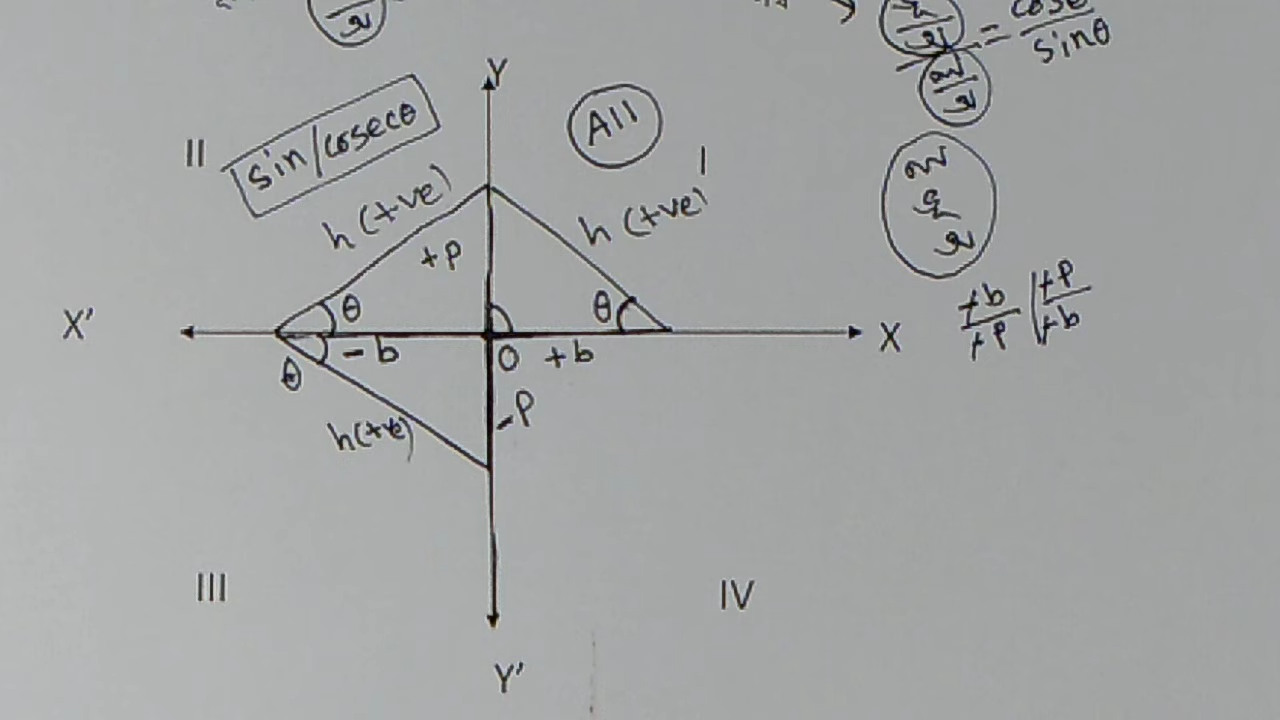 cosθ
= sinθ
Y
II
sin/cosecθ
All
I
h (+ve)
h (+ve)
+P
θ
θ
X'
-b
O
+b
X
θ
-P
h(+ve)
+b/+P | +P/+b
III
IV
Y'